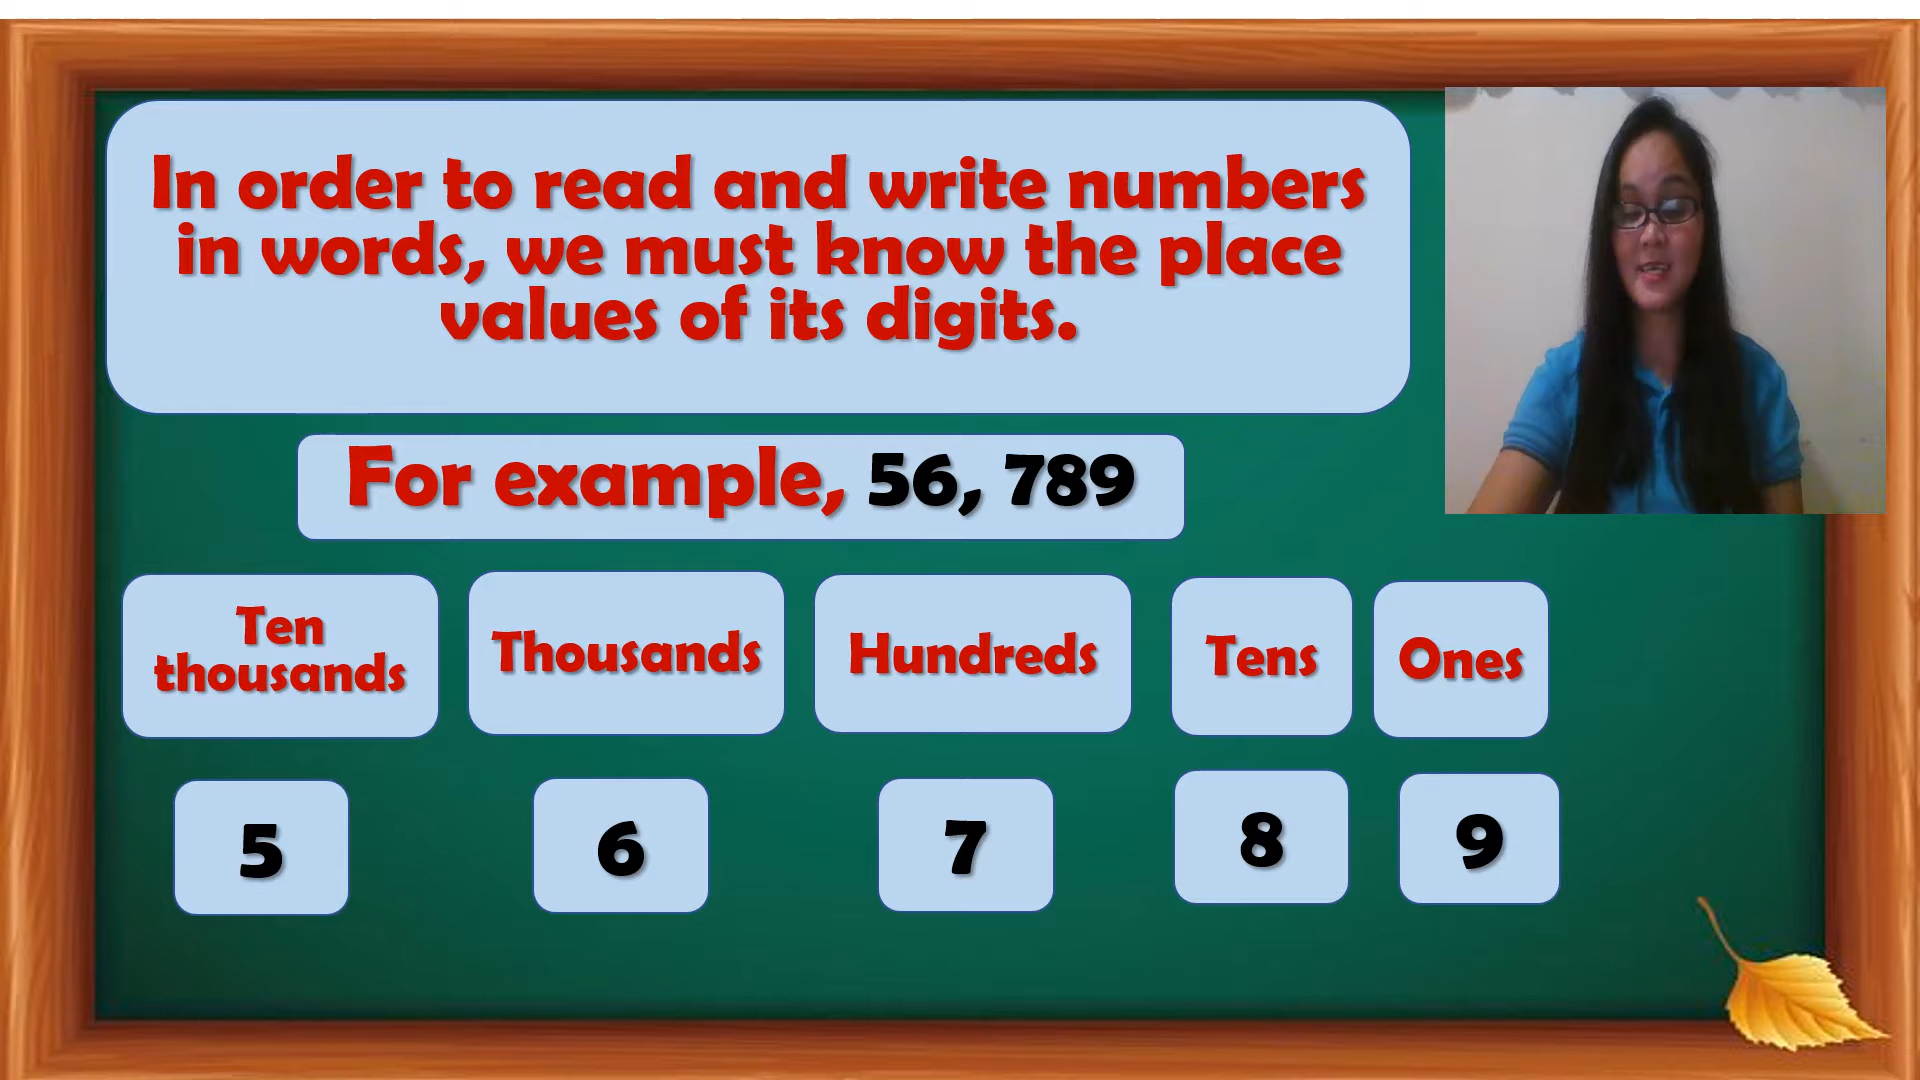 In order to read and write numbers
in words, we must know the place
values of its digits.
For example, 56, 789
Ten
thousands
Thousands
Hundreds
Tens
Ones
5
6
7
8
9